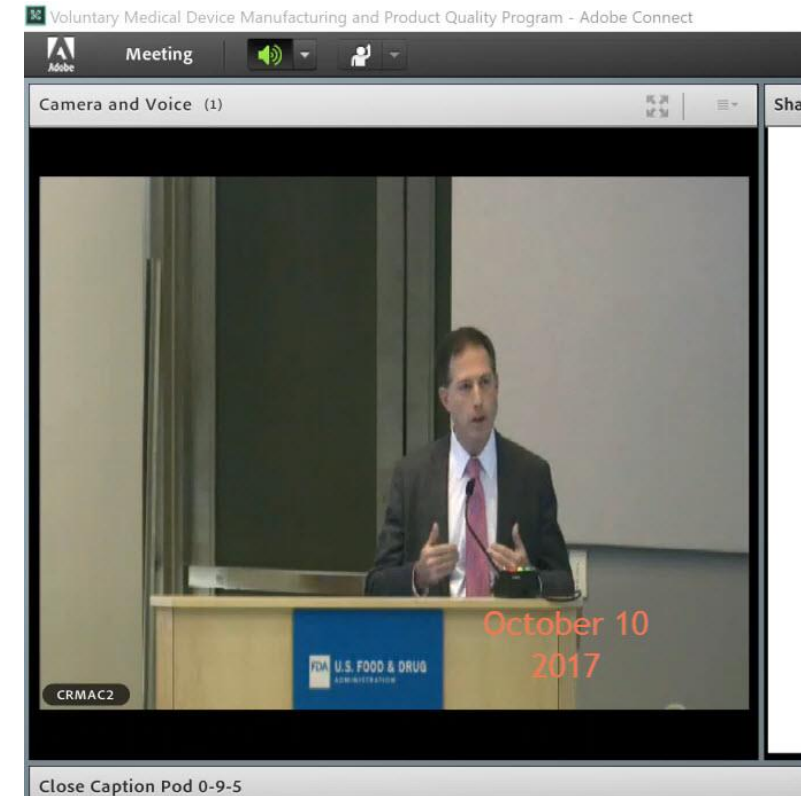 Voluntary Medical Device Manufacturing and Product Quality Program - Adobe Connect
Adobe
Meeting
Camera and Voice (1)
Sha
October 10
2017
FDA U.S. FOOD & DRUG
ADMINISTRATION
CRMAC2
Close Caption Pod 0-9-5